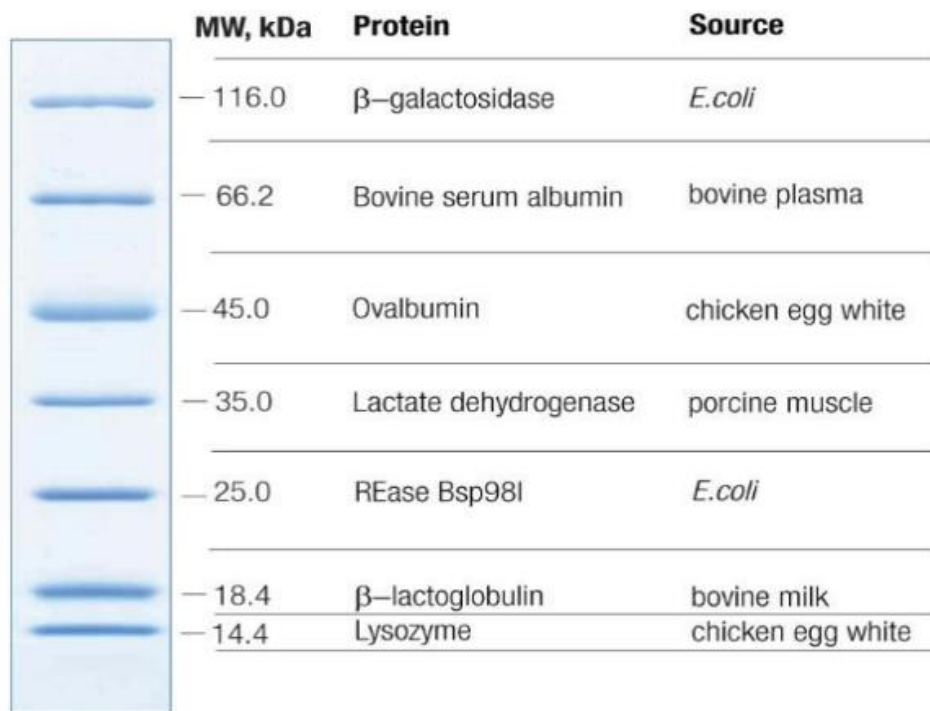 MW, kDa Protein Source
116.0 β–galactosidase E.coli
66.2 Bovine serum albumin bovine plasma
45.0 Ovalbumin chicken egg white
35.0 Lactate dehydrogenase porcine muscle
25.0 REase Bsp98I E.coli
18.4 β–lactoglobulin bovine milk
14.4 Lysozyme chicken egg white